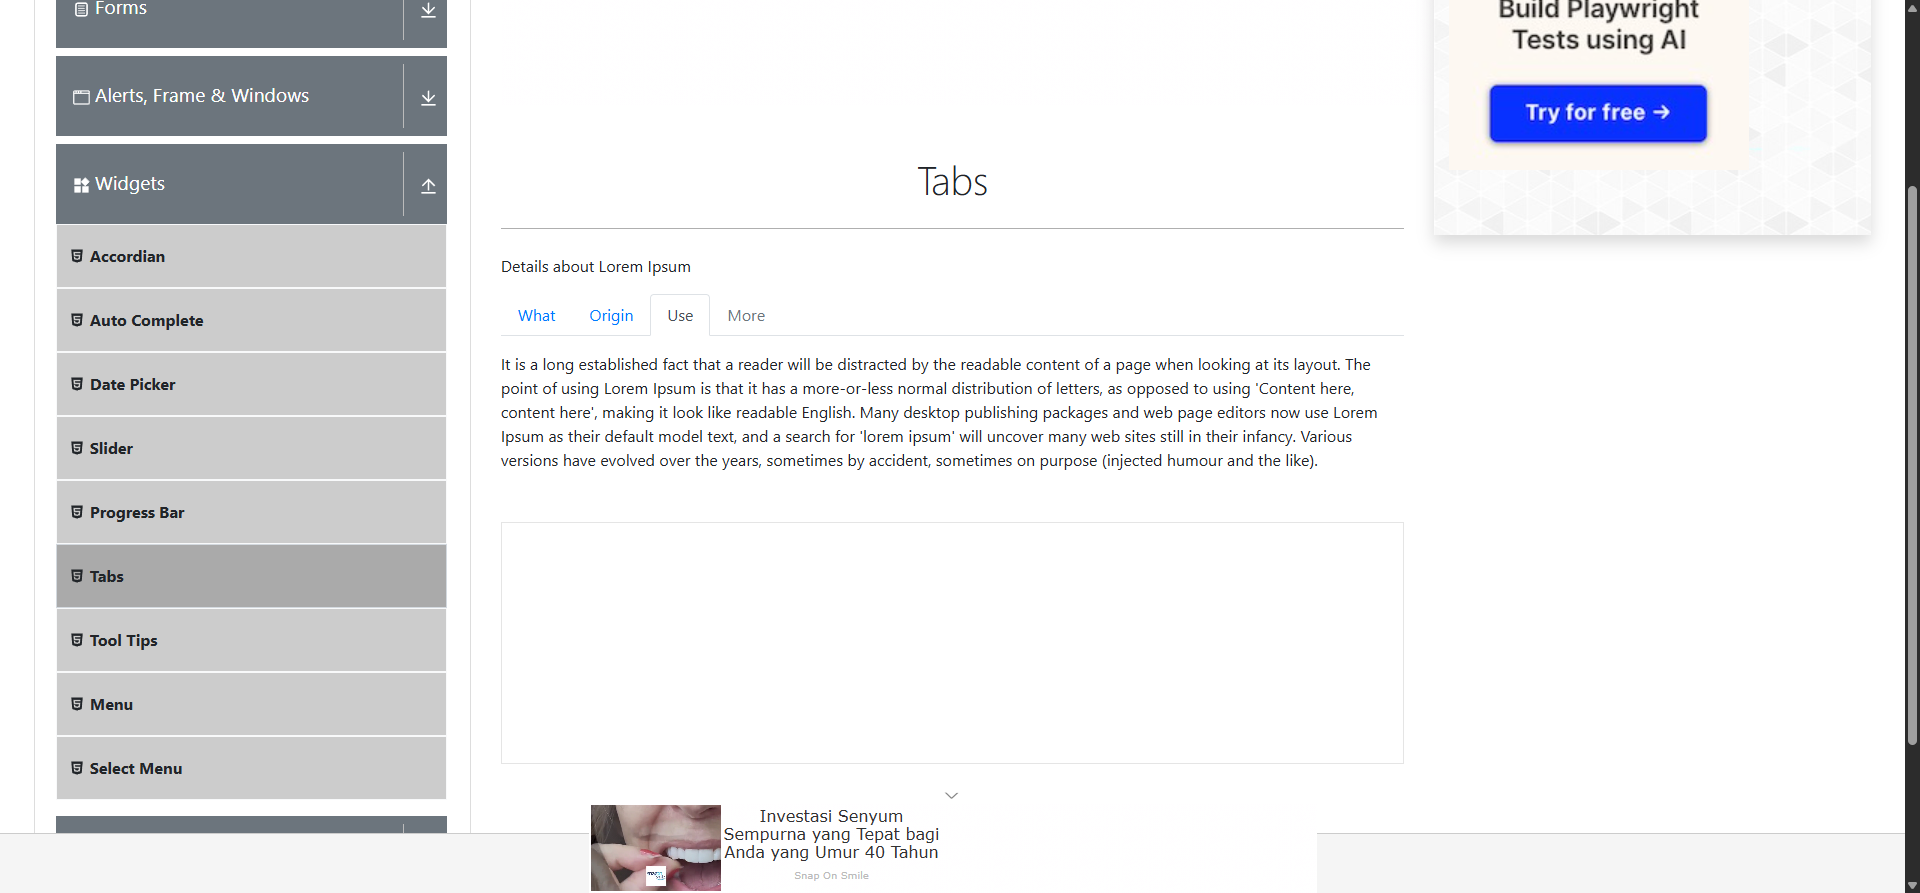 Forms
Alerts, Frame & Windows
Widgets
Accordian
Auto Complete
Date Picker
Slider
Progress Bar
Tabs
Tool Tips
Menu
Select Menu
Tabs
Details about Lorem Ipsum
What
Origin
Use
More
It is a long established fact that a reader will be distracted by the readable content of a page when looking at its layout. The
point of using Lorem Ipsum is that it has a more-or-less normal distribution of letters, as opposed to using 'Content here,
content here', making it look like readable English. Many desktop publishing packages and web page editors now use Lorem
Ipsum as their default model text, and a search for 'lorem ipsum' will uncover many web sites still in their infancy. Various
versions have evolved over the years, sometimes by accident, sometimes on purpose (injected humour and the like).
Build Playwright
Tests using AI
Try for free →
Investasi Senyum
Sempurna yang Tepat bagi
Anda yang Umur 40 Tahun
Snap On Smile